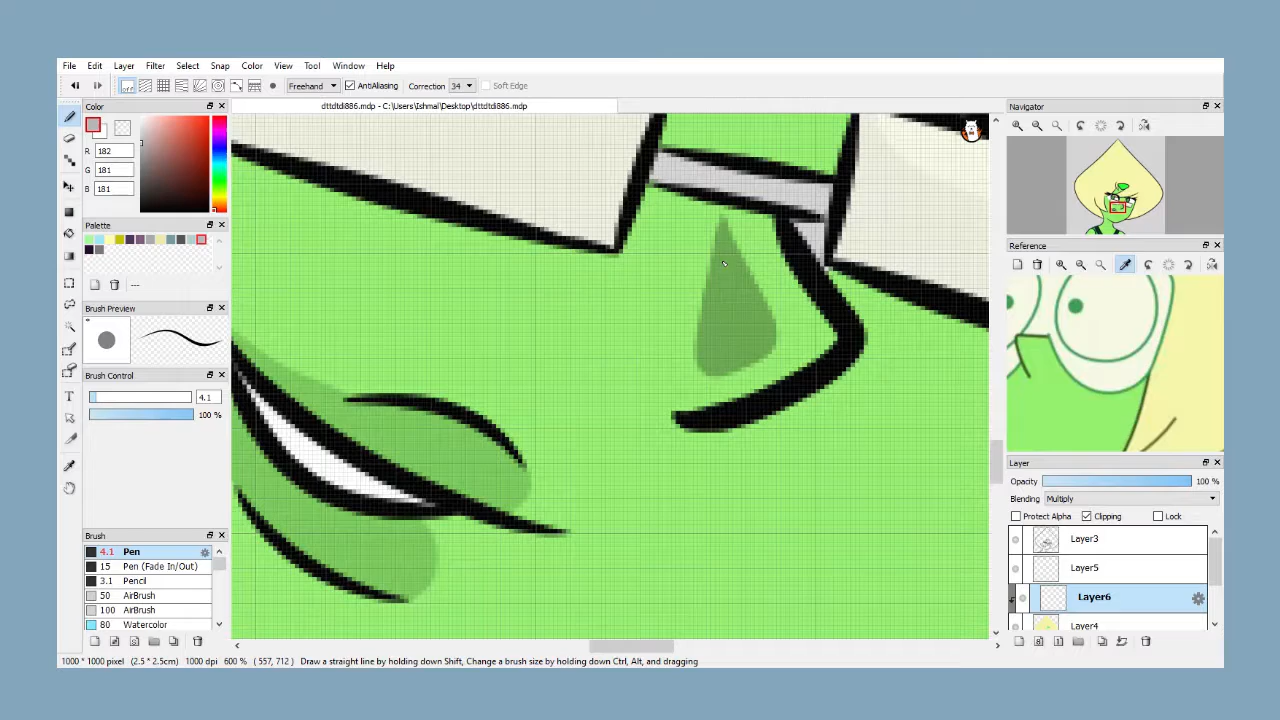 File Edit Layer Filter Select Snap Color View Tool Window Help
off Freehand AntiAliasing Correction 34 Soft Edge
Color
R 182
G 181
B 181
Palette
---
Brush Preview
Brush Control
4.1
100 %
Brush
4.1 Pen
15 Pen (Fade In/Out)
3.1 Pencil
50 AirBrush
100 AirBrush
80 Watercolor
dttdtdi886.mdp - C:\Users\Ishmal\Desktop\dttdtdi886.mdp
Navigator
Reference
Layer
Opacity 100 %
Blending Multiply
Protect Alpha Clipping Lock
Layer3
Layer5
Layer6
Layer4
1000 * 1000 pixel (2.5 * 2.5cm) 1000 dpi 600 % ( 557, 712 ) Draw a straight line by holding down Shift, Change a brush size by holding down Ctrl, Alt, and dragging